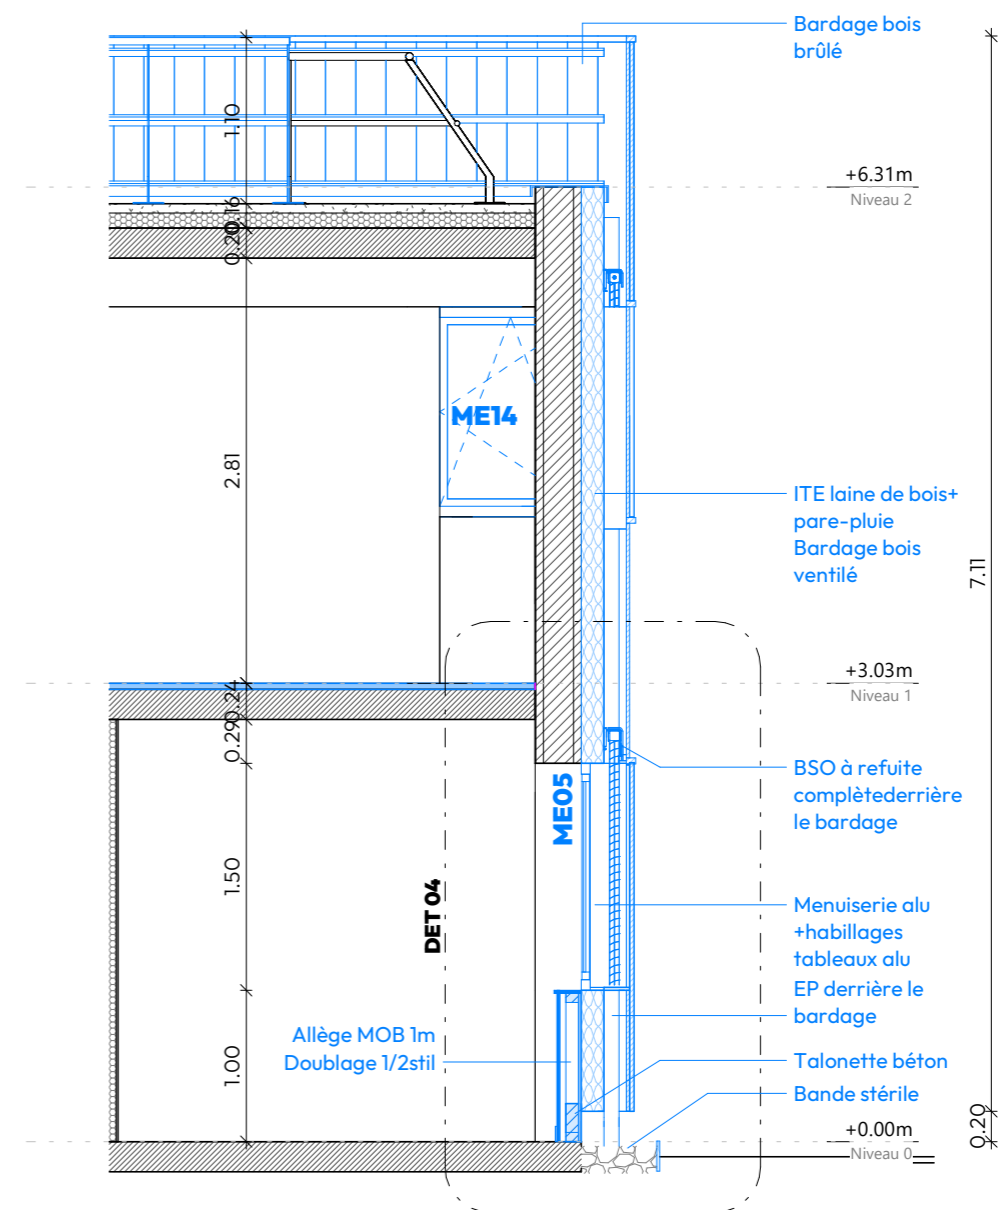 Bardage bois
brûlé
1.10
+6.31m
Niveau 2
0.16
0.20
ME14
2.81
ITE laine de bois+
pare-pluie
Bardage bois
ventilé
7.11
+3.03m
Niveau 1
0.24
0.29
BSO à refuite
complètederrière
le bardage
ME05
1.50
DET 04
Menuiserie alu
+habillages
tableaux alu
EP derrière le
bardage
Allège MOB 1m
Doublage 1/2stil
1.00
Talonette béton
Bande stérile
0.20
+0.00m
Niveau 0